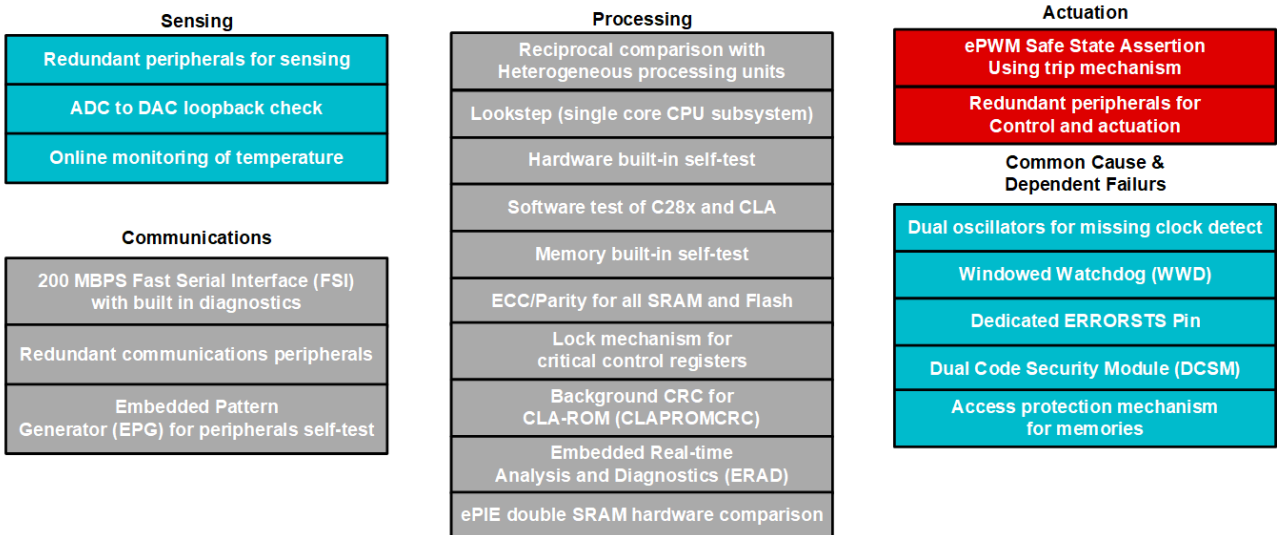 Sensing
Redundant peripherals for sensing
ADC to DAC loopback check
Online monitoring of temperature
Communications
200 MBPS Fast Serial Interface (FSI)
with built in diagnostics
Redundant communications peripherals
Embedded Pattern
Generator (EPG) for peripherals self-test
Processing
Reciprocal comparison with
Heterogeneous processing units
Lookstep (single core CPU subsystem)
Hardware built-in self-test
Software test of C28x and CLA
Memory built-in self-test
ECC/Parity for all SRAM and Flash
Lock mechanism for
critical control registers
Background CRC for
CLA-ROM (CLAPROMCRC)
Embedded Real-time
Analysis and Diagnostics (ERAD)
ePIE double SRAM hardware comparison
Actuation
ePWM Safe State Assertion
Using trip mechanism
Redundant peripherals for
Control and actuation
Common Cause &
Dependent Failurs
Dual oscillators for missing clock detect
Windowed Watchdog (WWD)
Dedicated ERRORSTS Pin
Dual Code Security Module (DCSM)
Access protection mechanism
for memories